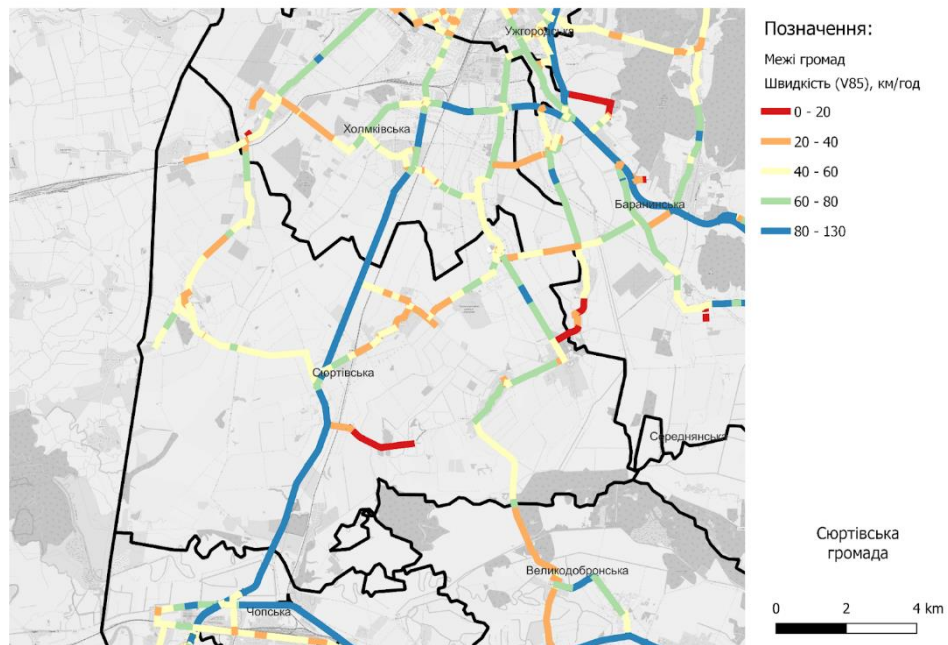 Ужгородська
Холмківська
Баранинська
Сюртівська
Середнянська
Великодобронська
Чопська
Позначення:
Межі громад
Швидкість (V85), км/год
0 - 20
20 - 40
40 - 60
60 - 80
80 - 130
Сюртівська
громада
0 2 4 km